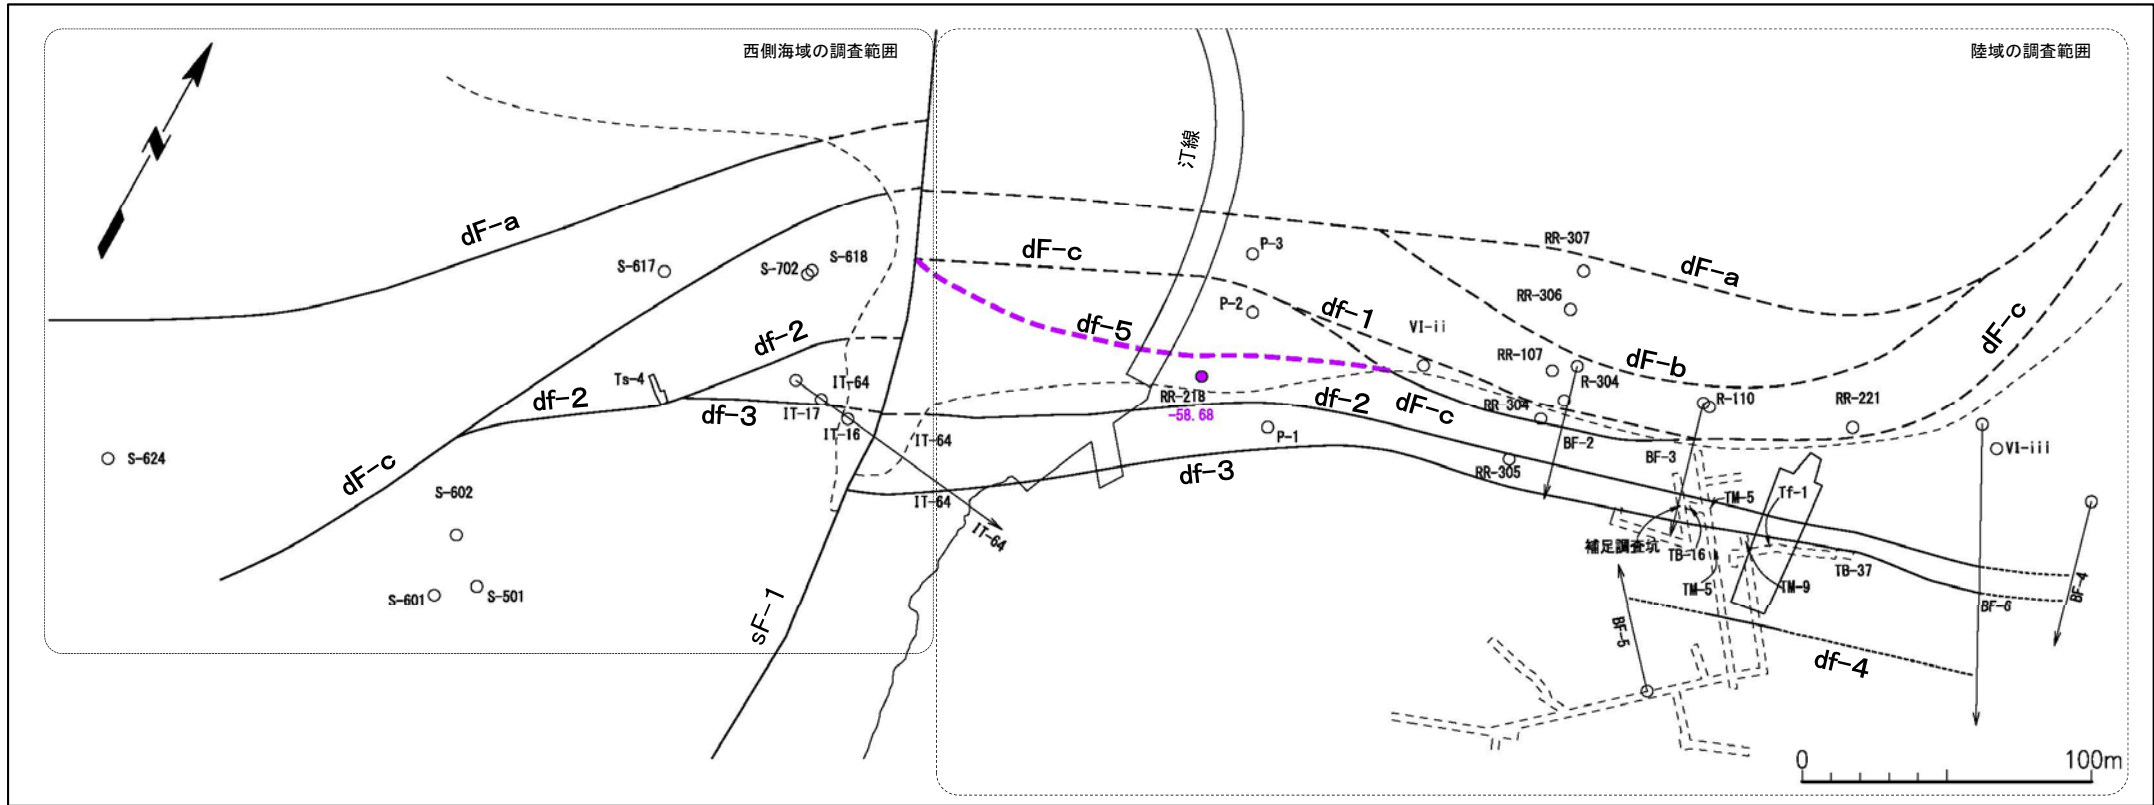 西側海域の調査範囲
陸域の調査範囲
N
汀線
dF-a
S-617
S-702
S-618
dF-c
P-3
P-2
RR-307
dF-a
RR-306
df-1
VI-ii
df-5
RR-107
dF-b
dF-c
df-2
Ts-4
IT-64
R-304
R-110
RR-221
df-2
df-3
IT-17
IT-16
IT-64
RR-218
-58.68
P-1
df-2
dF-c
RR-304
BF-2
BF-3
VI-iii
S-624
dF-c
S-602
df-3
RR-305
IT-64
IT-64
TM-5
Tf-1
補足調査坑
TB-16
TM-5
TM-9
TB-37
BF-4
BF-6
S-601
S-501
sF-1
BF-5
df-4
0
100m